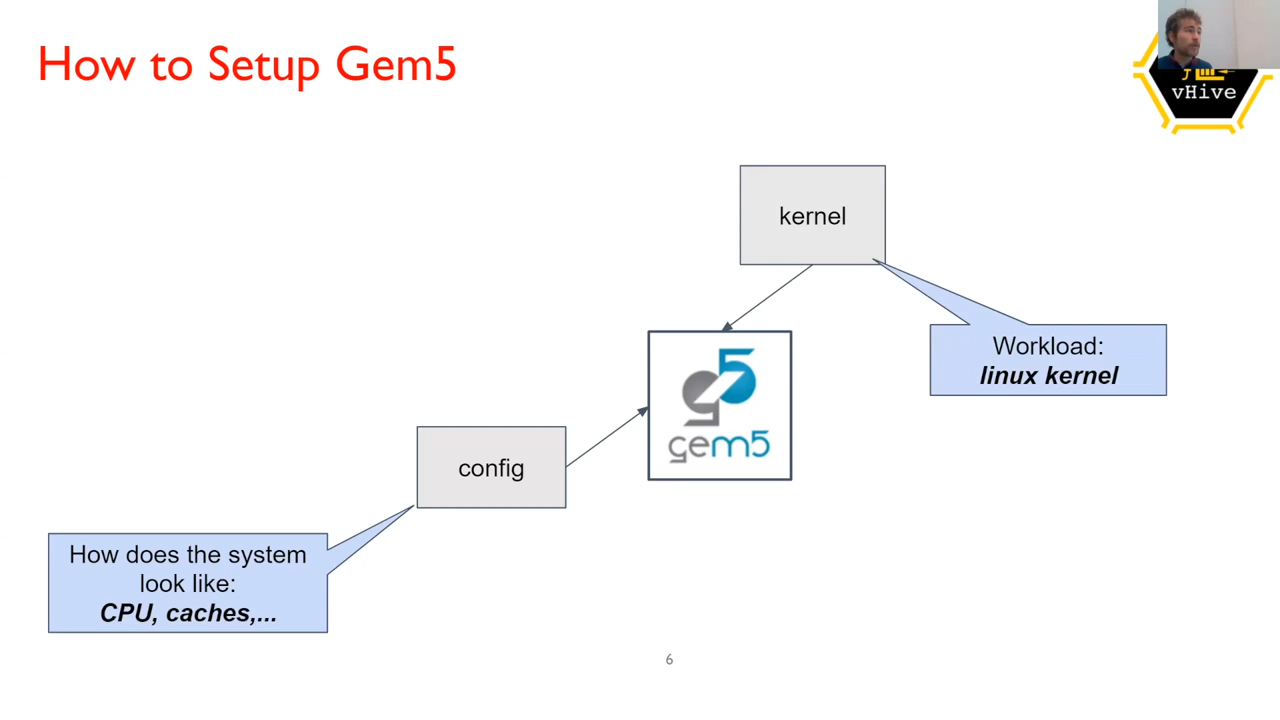 How to Setup Gem5
vHive
kernel
Workload:
linux kernel
g5
gem5
config
How does the system
look like:
CPU, caches,...
6